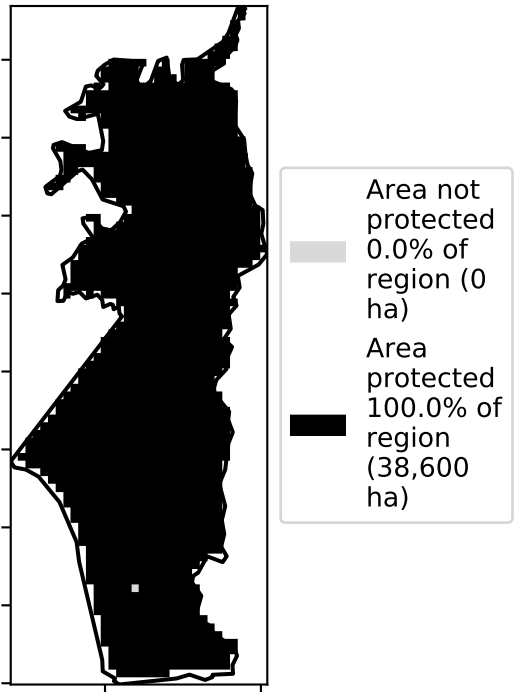 Area not
protected
0.0% of
region (0
ha)
Area
protected
100.0% of
region
(38,600
ha)